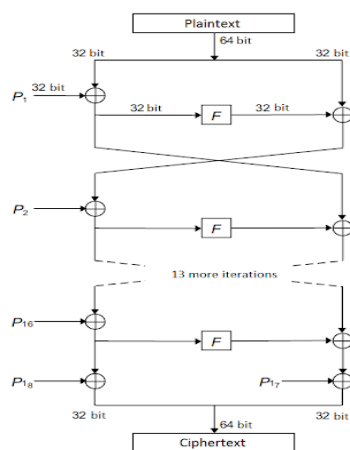 Plaintext
64 bit
32 bit 32 bit
P1 32 bit
32 bit F 32 bit
P2
F
13 more iterations
P16
F
P18 P17
32 bit 32 bit
64 bit
Ciphertext